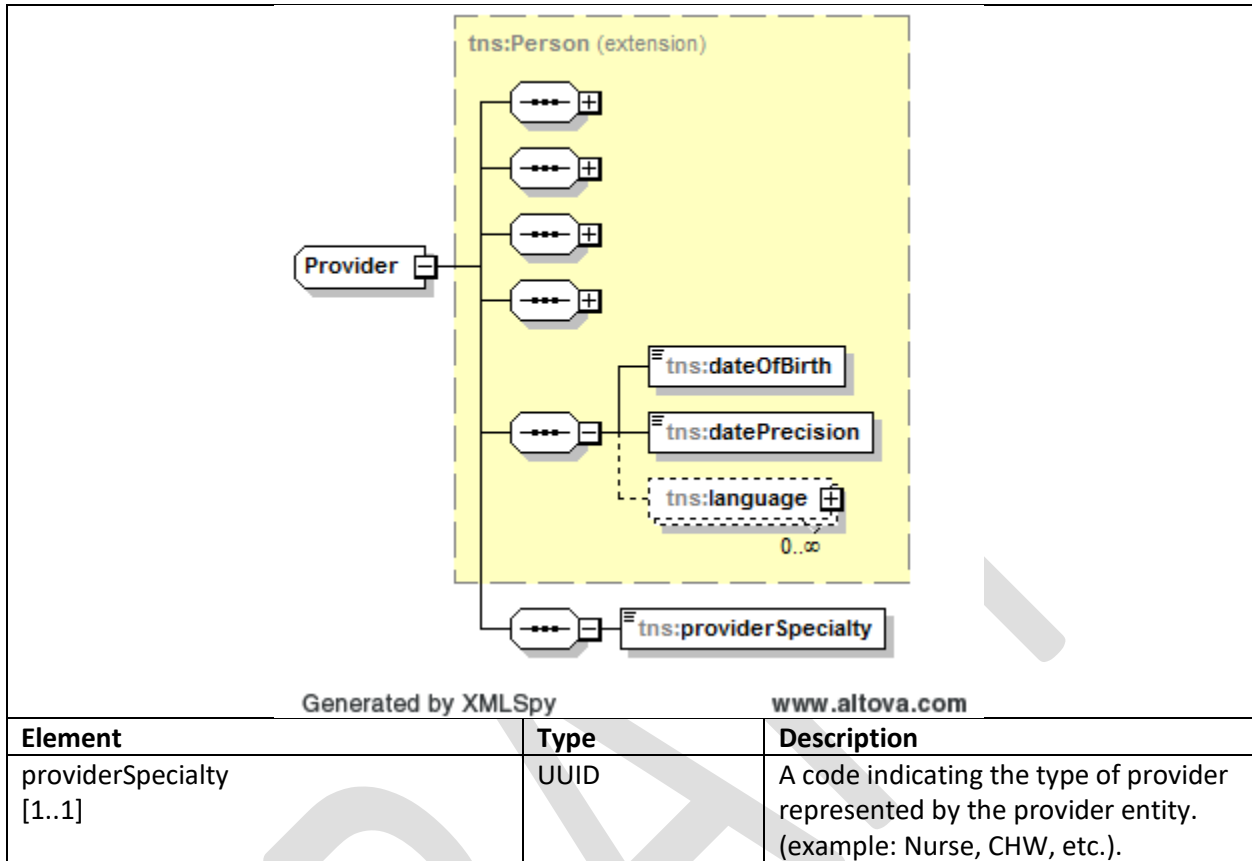 tns:Person (extension)
Provider
tns:dateOfBirth
tns:datePrecision
tns:language
0..∞
tns:providerSpecialty
Generated by XMLSpy www.altova.com
Element Type Description
providerSpecialty UUID A code indicating the type of provider
[1..1] represented by the provider entity.
(example: Nurse, CHW, etc.).